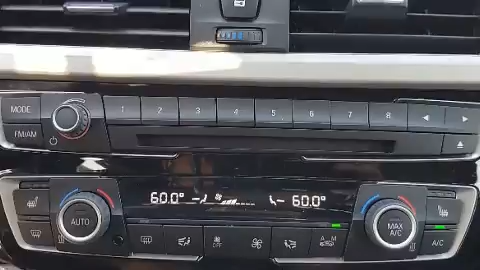 MODE 1 2 3 4 5 6 7 8
FM/AM
60.0° 60.0°
AUTO MAX A/C
OFF A M A/C